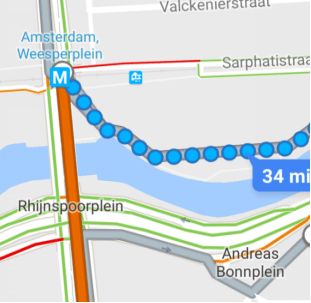 Valckenierstraat
Amsterdam,
Weesperplein
Sarphatistraa
M
34 mi
Rhijnspoorplein
Andreas
Bonnplein